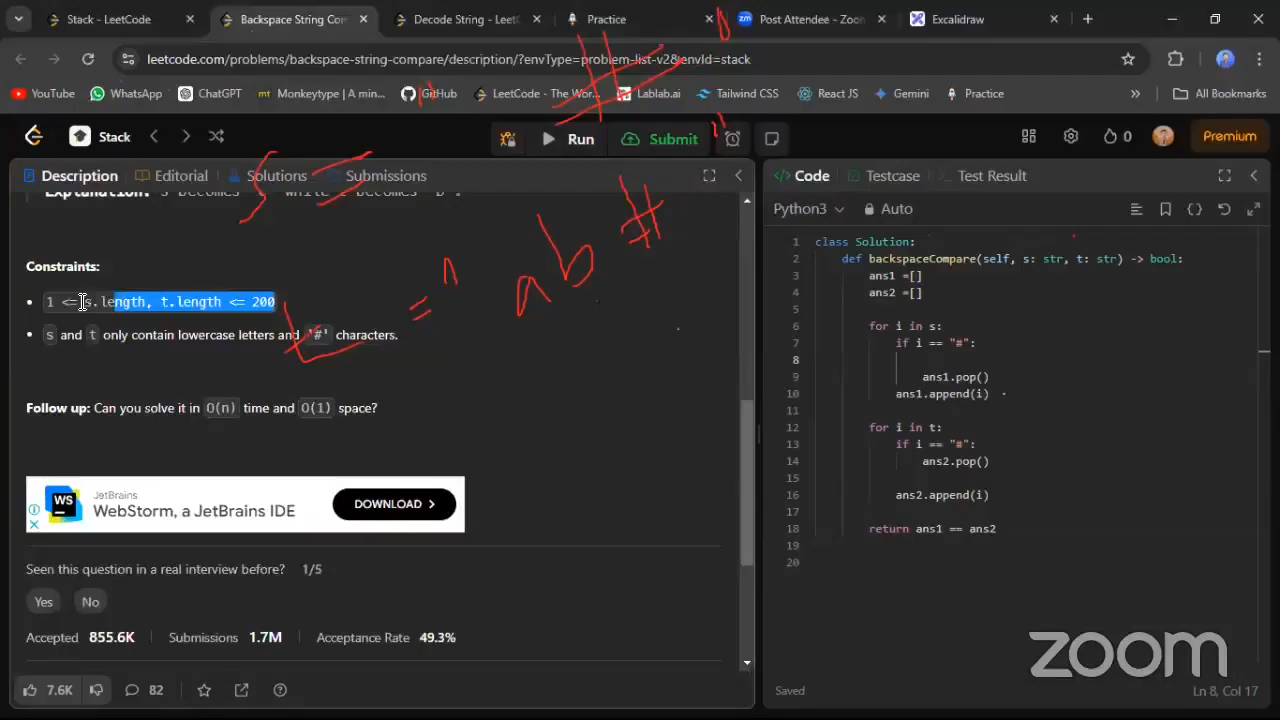 Stack - LeetCode
Backspace String Com
Decode String - LeetC
Practice
Post Attendee - Zoom
Excalidraw
leetcode.com/problems/backspace-string-compare/description/?envType=problem-list-v2&envId=stack
YouTube
WhatsApp
ChatGPT
Monkeytype | A min...
GitHub
LeetCode - The Wor...
Lablab.ai
Tailwind CSS
React JS
Gemini
Practice
All Bookmarks
Stack
Run
Submit
0
Premium
Description
Editorial
Solutions
Submissions
Constraints:
1 <= s.length, t.length <= 200
s and t only contain lowercase letters and '#' characters.
Follow up: Can you solve it in O(n) time and O(1) space?
JetBrains
WebStorm, a JetBrains IDE
DOWNLOAD
Seen this question in a real interview before? 1/5
Yes
No
Accepted 855.6K
Submissions 1.7M
Acceptance Rate 49.3%
7.6K
82
S = " # "
t = " ab #
Code
Testcase
Test Result
Python3
Auto
1 class Solution:
2 def backspaceCompare(self, s: str, t: str) -> bool:
3 ans1 =[]
4 ans2 =[]
5
6 for i in s:
7 if i == "#":
8
9 ans1.pop()
10 ans1.append(i)
11
12 for i in t:
13 if i == "#":
14 ans2.pop()
15
16 ans2.append(i)
17
18 return ans1 == ans2
19
20
Saved
Ln 8, Col 17
zoom